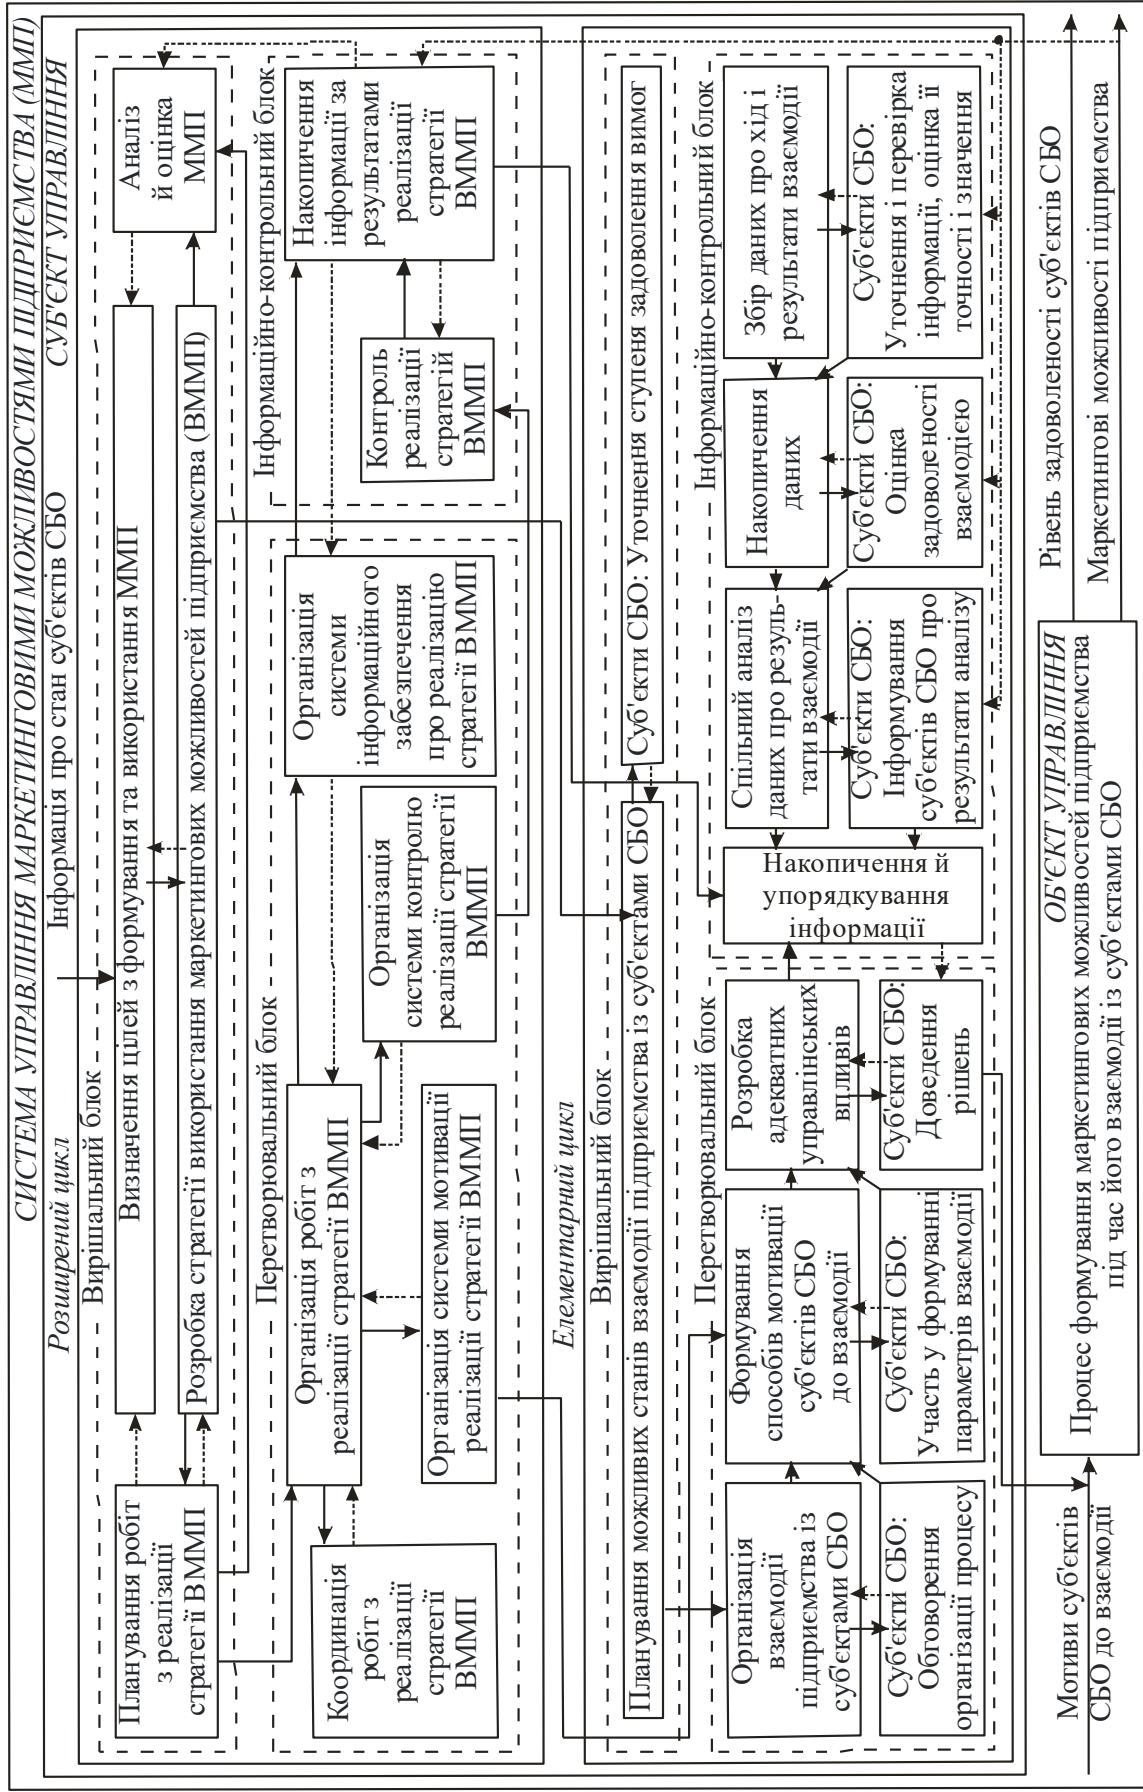 СИСТЕМА УПРАВЛІННЯ МАРКЕТИНГОВИМИ МОЖЛИВОСТЯМИ ПІДПРИЄМСТВА (ММП)
СУБ'ЄКТ УПРАВЛІННЯ
Розширений цикл
Інформація про стан суб'єктів СБО
Вирішальний блок
Планування робіт
з реалізації
стратегії ВММП
Визначення цілей з формування та використання ММП
Розробка стратегії використання маркетингових можливостей підприємства (ВММП)
Аналіз
й оцінка
ММП
Перетворювальний блок
Координація
робіт з
реалізації
стратегії
ВММП
Організація робіт з
реалізації стратегії ВММП
Організація системи мотивації
реалізації стратегії ВММП
Організація
системи контролю
реалізації стратегії
ВММП
Організація
системи
інформаційного
забезпечення
про реалізацію
стратегії ВММП
Інформаційно-контрольний блок
Контроль
реалізації
стратегій
ВММП
Накопичення
інформації за
результатами
реалізації
стратегії
ВММП
Елементарний цикл
Вирішальний блок
Планування можливих станів взаємодії підприємства із суб'єктами СБО
Суб'єкти СБО: Уточнення ступеня задоволення вимог
Перетворювальний блок
Організація
взаємодії
підприємства із
суб'єктами СБО
Суб'єкти СБО:
Обговорення
організації процесу
Формування
способів мотивації
суб'єктів СБО
до взаємодії
Суб'єкти СБО:
Участь у формуванні
параметрів взаємодії
Розробка
адекватних
управлінських
впливів
Суб'єкти СБО:
Доведення
рішень
Інформаційно-контрольний блок
Накопичення й
упорядкування
інформації
Спільний аналіз
даних про резуль
тати взаємодії
Суб'єкти СБО:
Інформування
суб'єктів СБО про
результати аналізу
Накопичення
даних
Суб'єкти СБО:
Оцінка
задоволеності
взаємодією
Збір даних про хід і
результати взаємодії
Суб'єкти СБО:
Уточнення і перевірка
інформації, оцінка її
точності і значення
Мотиви суб'єктів
СБО до взаємодії
ОБ'ЄКТ УПРАВЛІННЯ
Процес формування маркетингових можливостей підприємства
під час його взаємодії із суб'єктами СБО
Рівень задоволеності суб'єктів СБО
Маркетингові можливості підприємства